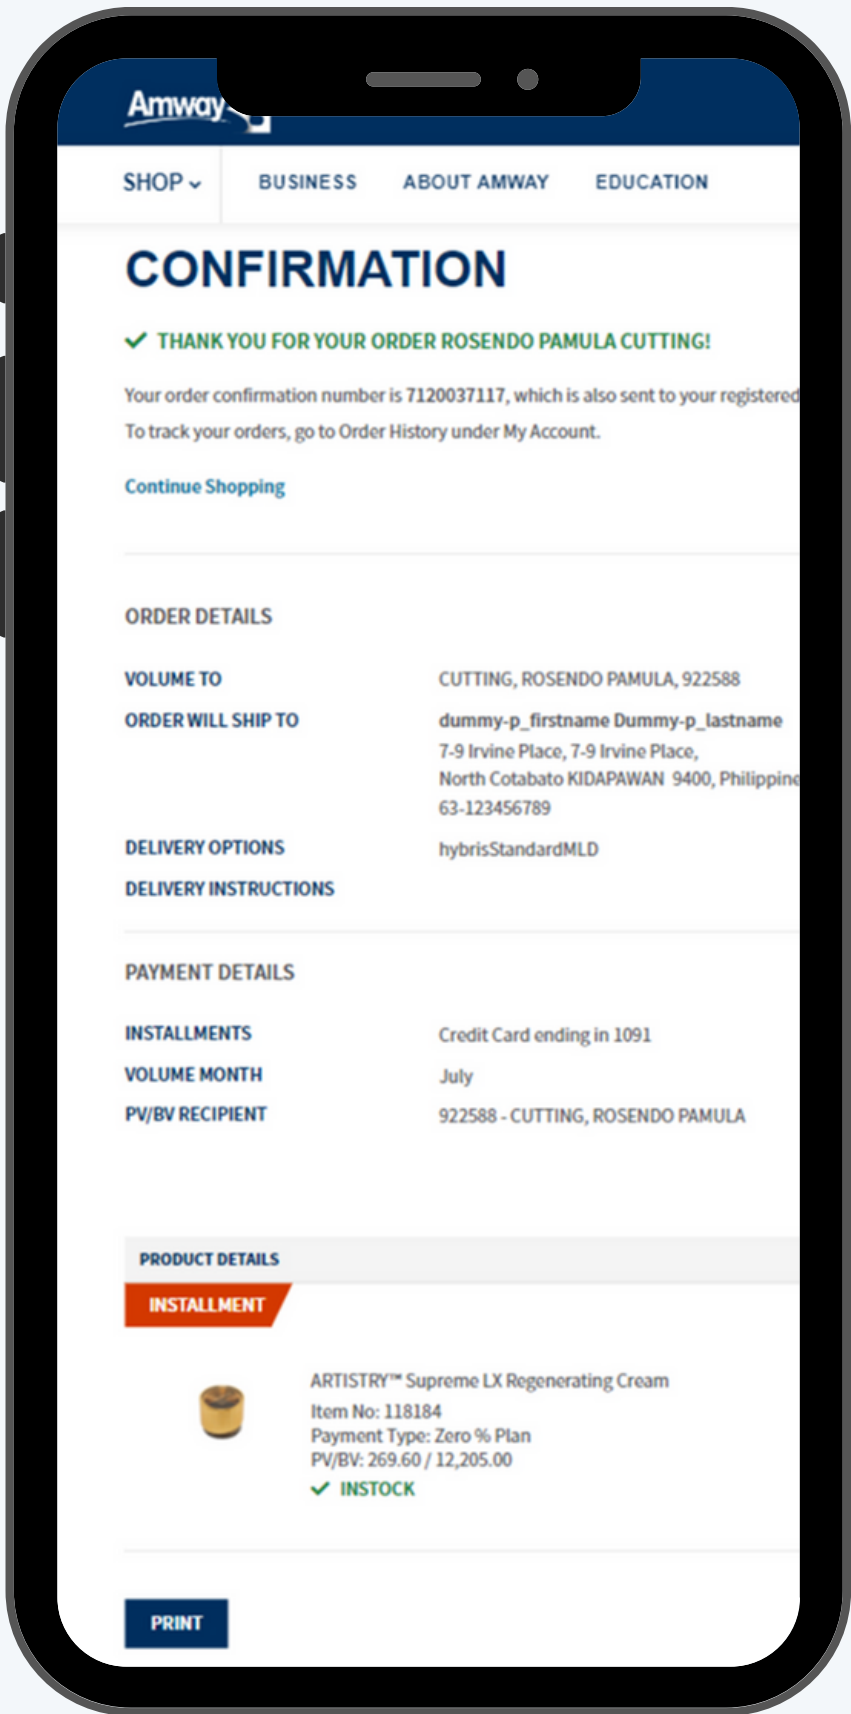 Amway
SHOP BUSINESS ABOUT AMWAY EDUCATION
CONFIRMATION
THANK YOU FOR YOUR ORDER ROSENDO PAMULA CUTTING!
Your order confirmation number is 7120037117, which is also sent to your registered
To track your orders, go to Order History under My Account.
Continue Shopping
ORDER DETAILS
VOLUME TO CUTTING, ROSENDO PAMULA, 922588
ORDER WILL SHIP TO dummy-p_firstname Dummy-p_lastname
7-9 Irvine Place, 7-9 Irvine Place,
North Cotabato KIDAPAWAN 9400, Philippine
63-123456789
DELIVERY OPTIONS hybrisStandardMLD
DELIVERY INSTRUCTIONS
PAYMENT DETAILS
INSTALLMENTS Credit Card ending in 1091
VOLUME MONTH July
PV/BV RECIPIENT 922588 - CUTTING, ROSENDO PAMULA
PRODUCT DETAILS
INSTALLMENT
ARTISTRY™ Supreme LX Regenerating Cream
Item No: 118184
Payment Type: Zero % Plan
PV/BV: 269.60 / 12,205.00
INSTOCK
PRINT